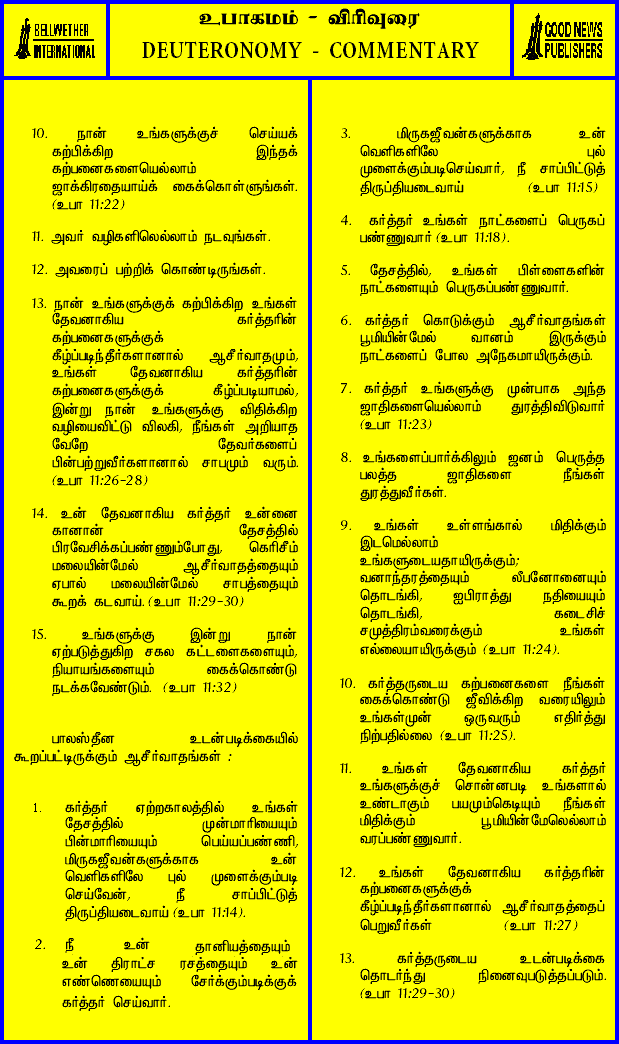 BELLWETHER
INTERNATIONAL
உபாகமம் - விரிவுரை
DEUTERONOMY - COMMENTARY
GOOD NEWS
PUBLISHERS
10. நான் உங்களுக்குச் செய்யக்
கற்பிக்கிற இந்தக்
கற்பனைகளையெல்லாம்
ஜாக்கிரதையாய்க் கைக்கொள்ளுங்கள்.
(உபா 11:22)
11. அவர் வழிகளிலெல்லாம் நடவுங்கள்.
12. அவரைப் பற்றிக் கொண்டிருங்கள்.
13. நான் உங்களுக்குக் கற்பிக்கிற உங்கள்
தேவனாகிய கர்த்தரின்
கற்பனைகளுக்குக்
கீழ்ப்படிந்தீர்களானால் ஆசீர்வாதமும்,
உங்கள் தேவனாகிய கர்த்தரின்
கற்பனைகளுக்குக் கீழ்ப்படியாமல்,
இன்று நான் உங்களுக்கு விதிக்கிற
வழியைவிட்டு விலகி, நீங்கள் அறியாத
வேறே தேவர்களைப்
பின்பற்றுவீர்களானால் சாபமும் வரும்.
(உபா 11:26-28)
14. உன் தேவனாகிய கர்த்தர் உன்னை
கானான் தேசத்தில்
பிரவேசிக்கப்பண்ணும்போது, கெரிசீம்
மலையின்மேல் ஆசீர்வாதத்தையும்
ஏபால் மலையின்மேல் சாபத்தையும்
கூறக் கடவாய். (உபா 11:29-30)
15. உங்களுக்கு இன்று நான்
ஏற்படுத்துகிற சகல கட்டளைகளையும்,
நியாயங்களையும் கைக்கொண்டு
நடக்கவேண்டும். (உபா 11:32)
பாலஸ்தீன உடன்படிக்கையில்
கூறப்பட்டிருக்கும் ஆசீர்வாதங்கள் :
1. கர்த்தர் ஏற்றகாலத்தில் உங்கள்
தேசத்தில் முன்மாரியையும்
பின்மாரியையும் பெய்யப்பண்ணி,
மிருகஜீவன்களுக்காக உன்
வெளிகளிலே புல் முளைக்கும்படி
செய்வேன், நீ சாப்பிட்டுத்
திருப்தியடைவாய் (உபா 11:14).
2. நீ உன் தானியத்தையும்
உன் திராட்ச ரசத்தையும் உன்
எண்ணெயையும் சேர்க்கும்படிக்குக்
கர்த்தர் செய்வார்.
3. மிருகஜீவன்களுக்காக உன்
வெளிகளிலே புல்
முளைக்கும்படிசெய்வார், நீ சாப்பிட்டுத்
திருப்தியடைவாய் (உபா 11:15)
4. கர்த்தர் உங்கள் நாட்களைப் பெருகப்
பண்ணுவார் (உபா 11:18).
5. தேசத்தில், உங்கள் பிள்ளைகளின்
நாட்களையும் பெருகப்பண்ணுவார்.
6. கர்த்தர் கொடுக்கும் ஆசீர்வாதங்கள்
பூமியின்மேல் வானம் இருக்கும்
நாட்களைப் போல அநேகமாயிருக்கும்.
7. கர்த்தர் உங்களுக்கு முன்பாக அந்த
ஜாதிகளையெல்லாம் துரத்திவிடுவார்
(உபா 11:23)
8. உங்களைப்பார்க்கிலும் ஜனம் பெருத்த
பலத்த ஜாதிகளை நீங்கள்
துரத்துவீர்கள்.
9. உங்கள் உள்ளங்கால் மிதிக்கும்
இடமெல்லாம்
உங்களுடையதாயிருக்கும்;
வனாந்தரத்தையும் லீபனோனையும்
தொடங்கி, ஐபிராத்து நதியையும்
தொடங்கி, கடைசிச்
சமுத்திரம்வரைக்கும் உங்கள்
எல்லையாயிருக்கும் (உபா 11:24).
10. கர்த்தருடைய கற்பனைகளை நீங்கள்
கைக்கொண்டு ஜீவிக்கிற வரையிலும்
உங்கள்முன் ஒருவரும் எதிர்த்து
நிற்பதில்லை (உபா 11:25).
11. உங்கள் தேவனாகிய கர்த்தர்
உங்களுக்குச் சொன்னபடி உங்களால்
உண்டாகும் பயமும்கெடியும் நீங்கள்
மிதிக்கும் பூமியின்மேலெல்லாம்
வரப்பண்ணுவார்.
12. உங்கள் தேவனாகிய கர்த்தரின்
கற்பனைகளுக்குக்
கீழ்ப்படிந்தீர்களானால் ஆசீர்வாதத்தைப்
பெறுவீர்கள் (உபா 11:27)
13. கர்த்தருடைய உடன்படிக்கை
தொடர்ந்து நினைவுபடுத்தப்படும்.
(உபா 11:29-30)